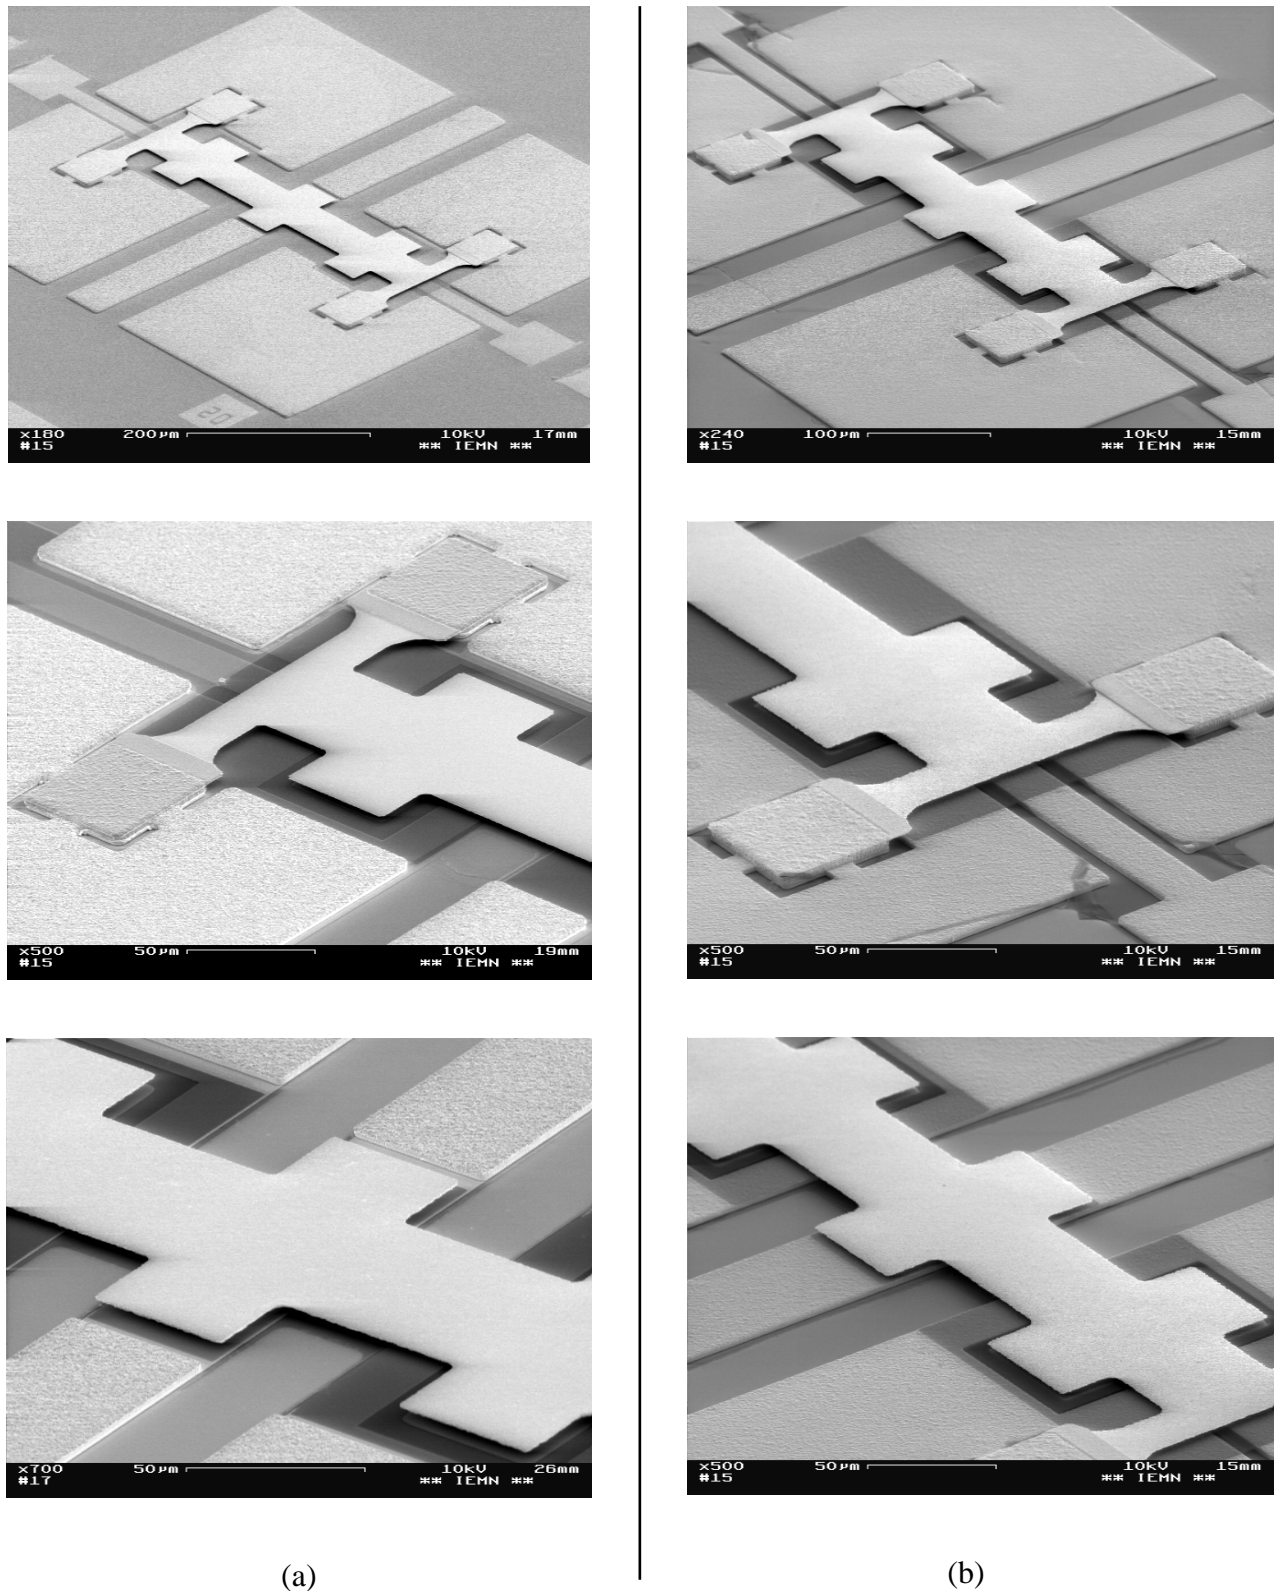 20
x180 200µm 10kV 17mm
#15 ** IEMN **
x240 100µm 10kV 15mm
#15 ** IEMN **
x500 50µm 10kV 19mm
#15 ** IEMN **
x500 50µm 10kV 15mm
#15 ** IEMN **
x700 50µm 10kV 26mm
#17 ** IEMN **
x500 50µm 10kV 15mm
#15 ** IEMN **
(a)
(b)